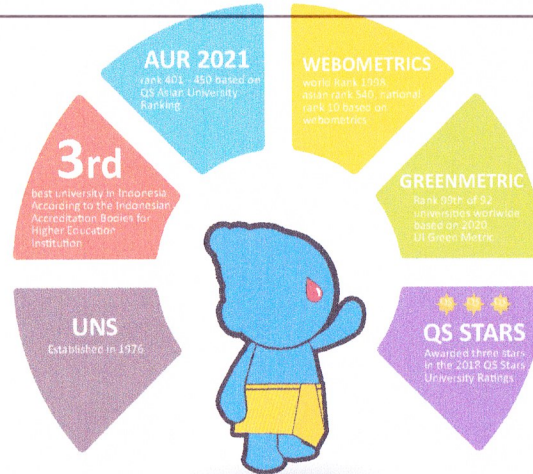 AUR 2021
rank 401 - 450 based on
QS Asian University
Ranking
WEBOMETRICS
world Rank 1998
asian rank 540, national
rank 10 based on
webometrics
3rd
best university in Indonesia
According to the Indonesian
Accreditation Bodies for
Higher Education
Institution
GREENMETRIC
Rank 99th of 92
universities worlwide
based on 2020
UI Green Metric
UNS
Established in 1976
QS STARS
Awarded three stars
in the 2018 QS Stars
University Ratings